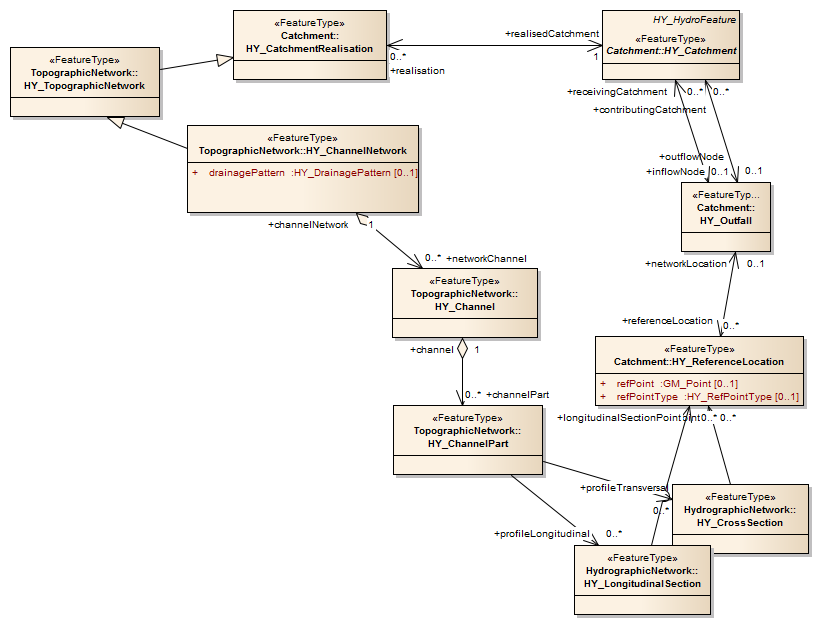 «FeatureType»
Catchment::
HY_CatchmentRealisation
HY_HydroFeature
«FeatureType»
Catchment::HY_Catchment
+realisedCatchment
0..*
1
+realisation
«FeatureType»
TopographicNetwork::
HY_TopographicNetwork
+receivingCatchment
0..*
0..*
+contributingCatchment
«FeatureType»
TopographicNetwork::HY_ChannelNetwork
+ drainagePattern :HY_DrainagePattern [0..1]
+outflowNode
+inflowNode
0..1
0..1
«FeatureTyp...
Catchment::
HY_Outfall
+channelNetwork
1
0..*
+networkChannel
+networkLocation
0..1
«FeatureType»
TopographicNetwork::
HY_Channel
+referenceLocation
0..*
+channel
1
«FeatureType»
Catchment::HY_ReferenceLocation
+ refPoint :GM_Point [0..1]
+ refPointType :HY_RefPointType [0..1]
0..*
+channelPart
+longitudinalSectionPoint
0..*
0..*
«FeatureType»
TopographicNetwork::
HY_ChannelPart
+profileTransversal
0..*
«FeatureType»
HydrographicNetwork::
HY_CrossSection
+profileLongitudinal
0..*
«FeatureType»
HydrographicNetwork::
HY_LongitudinalSection